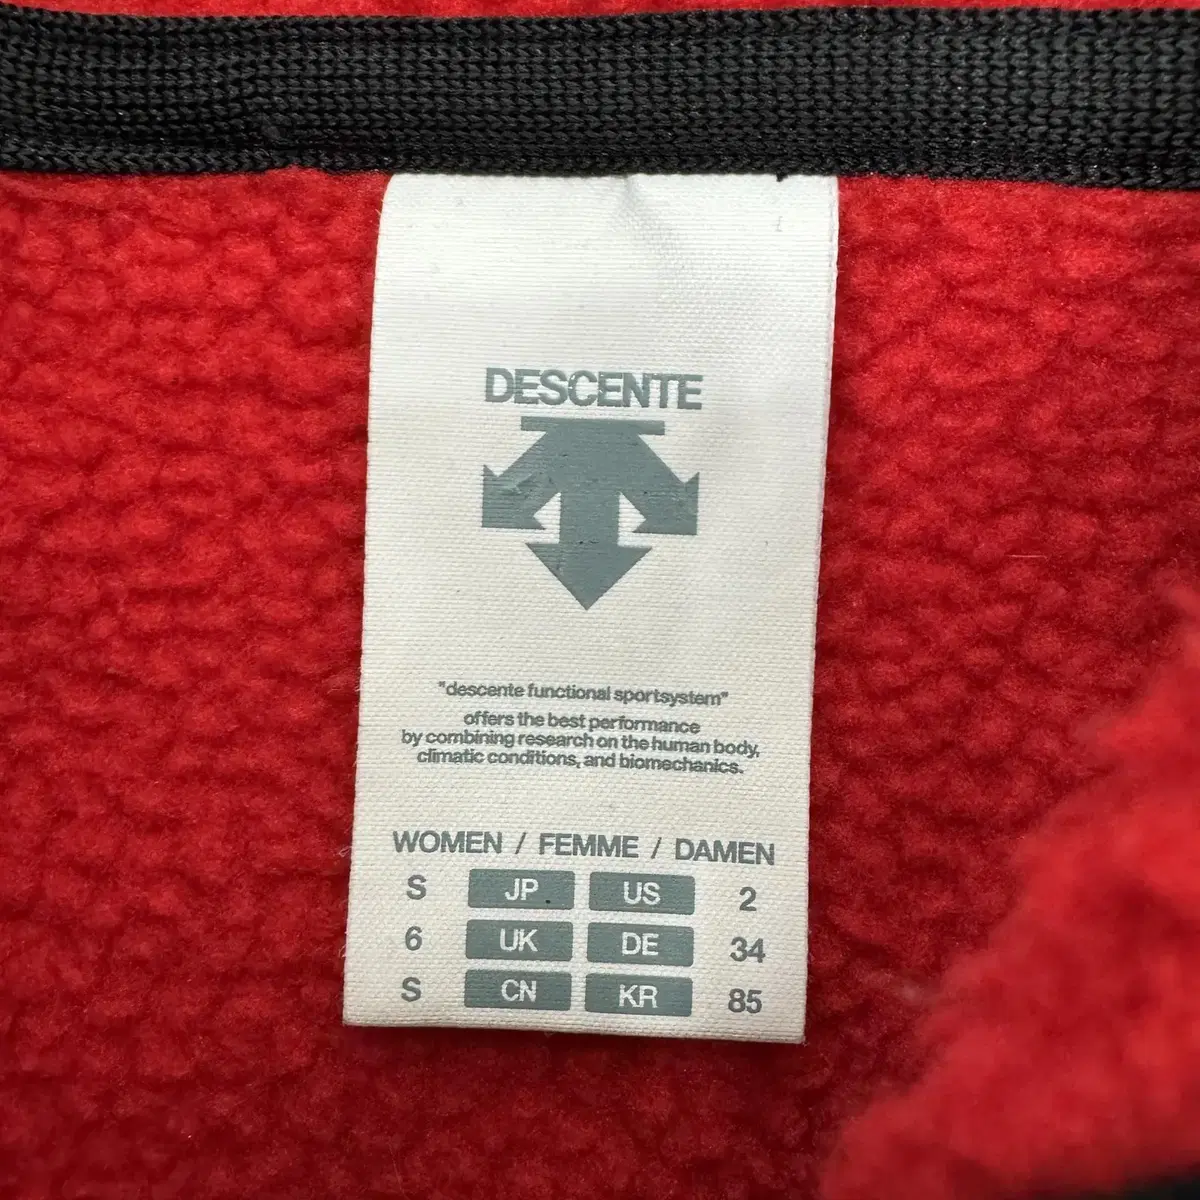 DESCENTE
"descente functional sportsystem"
offers the best performance
by combining research on the human body,
climatic conditions, and biomechanics.
WOMEN / FEMME / DAMEN
S JP US 2
6 UK DE 34
S CN KR 85